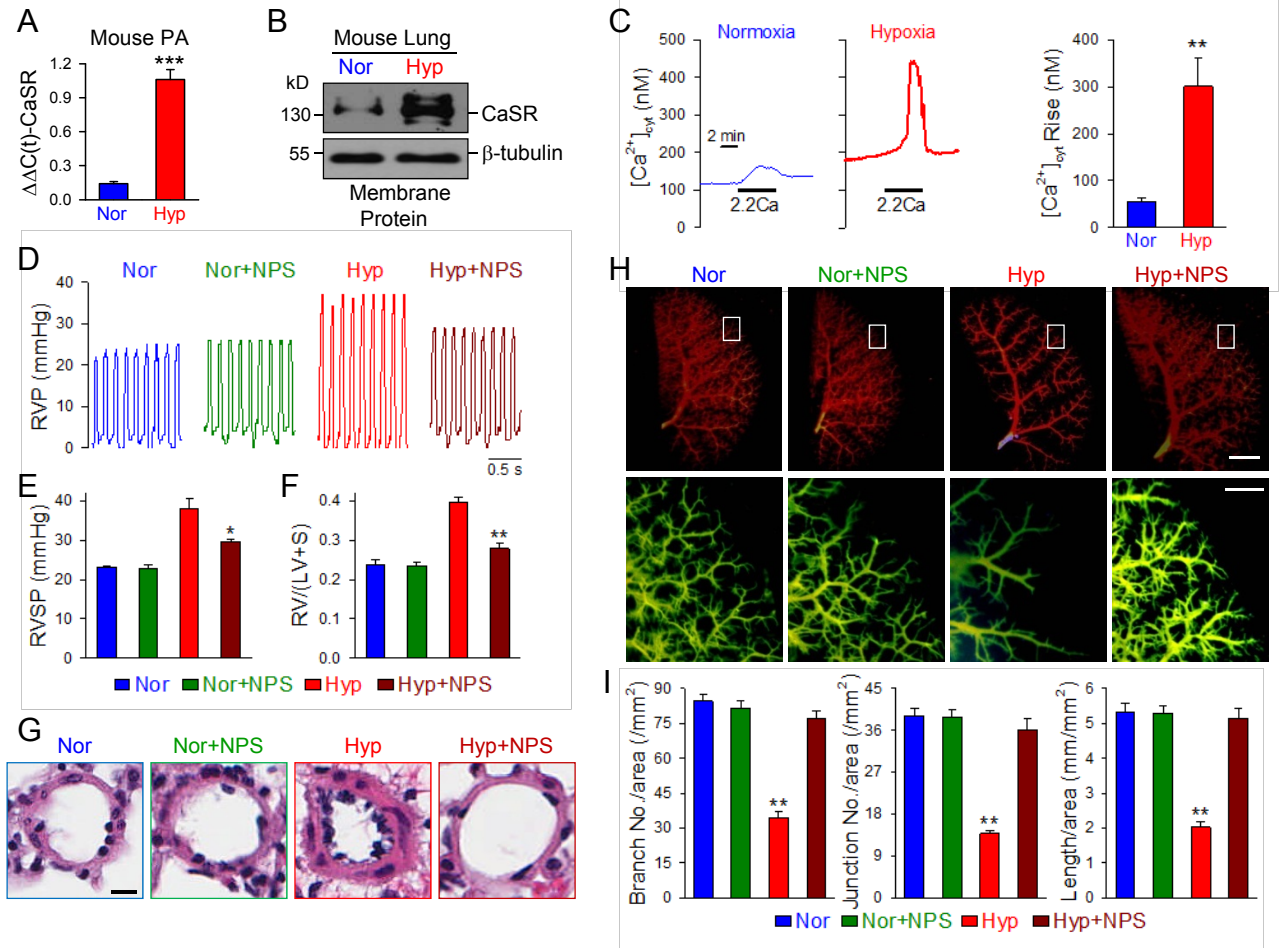 A
Mouse PA
***
ΔΔC(t)-CaSR
1.2
0.9
0.6
0.3
0.0
Nor
Hyp
B
Mouse Lung
Nor
Hyp
kD
130
CaSR
55
β-tubulin
Membrane
Protein
C
Normoxia
Hypoxia
[Ca2+]cyt (nM)
500
400
300
200
100
0
2 min
2.2Ca
2.2Ca
[Ca2+]cyt Rise (nM)
400
300
200
100
0
**
Nor
Hyp
D
Nor
Nor+NPS
Hyp
Hyp+NPS
RVP (mmHg)
40
30
20
10
0
0.5 s
E
RVSP (mmHg)
40
30
20
10
0
*
F
RV/(LV+S)
0.4
0.3
0.2
0.1
0.0
**
Nor
Nor+NPS
Hyp
Hyp+NPS
G
Nor
Nor+NPS
Hyp
Hyp+NPS
H
Nor
Nor+NPS
Hyp
Hyp+NPS
I
Branch No./area (/mm2)
90
75
60
45
30
15
0
**
Junction No./area (/mm2)
45
36
27
18
9
0
**
Length/area (mm/mm2)
6
5
4
3
2
1
0
**
Nor
Nor+NPS
Hyp
Hyp+NPS